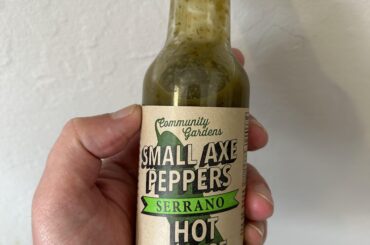 Community
Gardens
SMALL AXE
PEPPERS
SERRANO
HOT